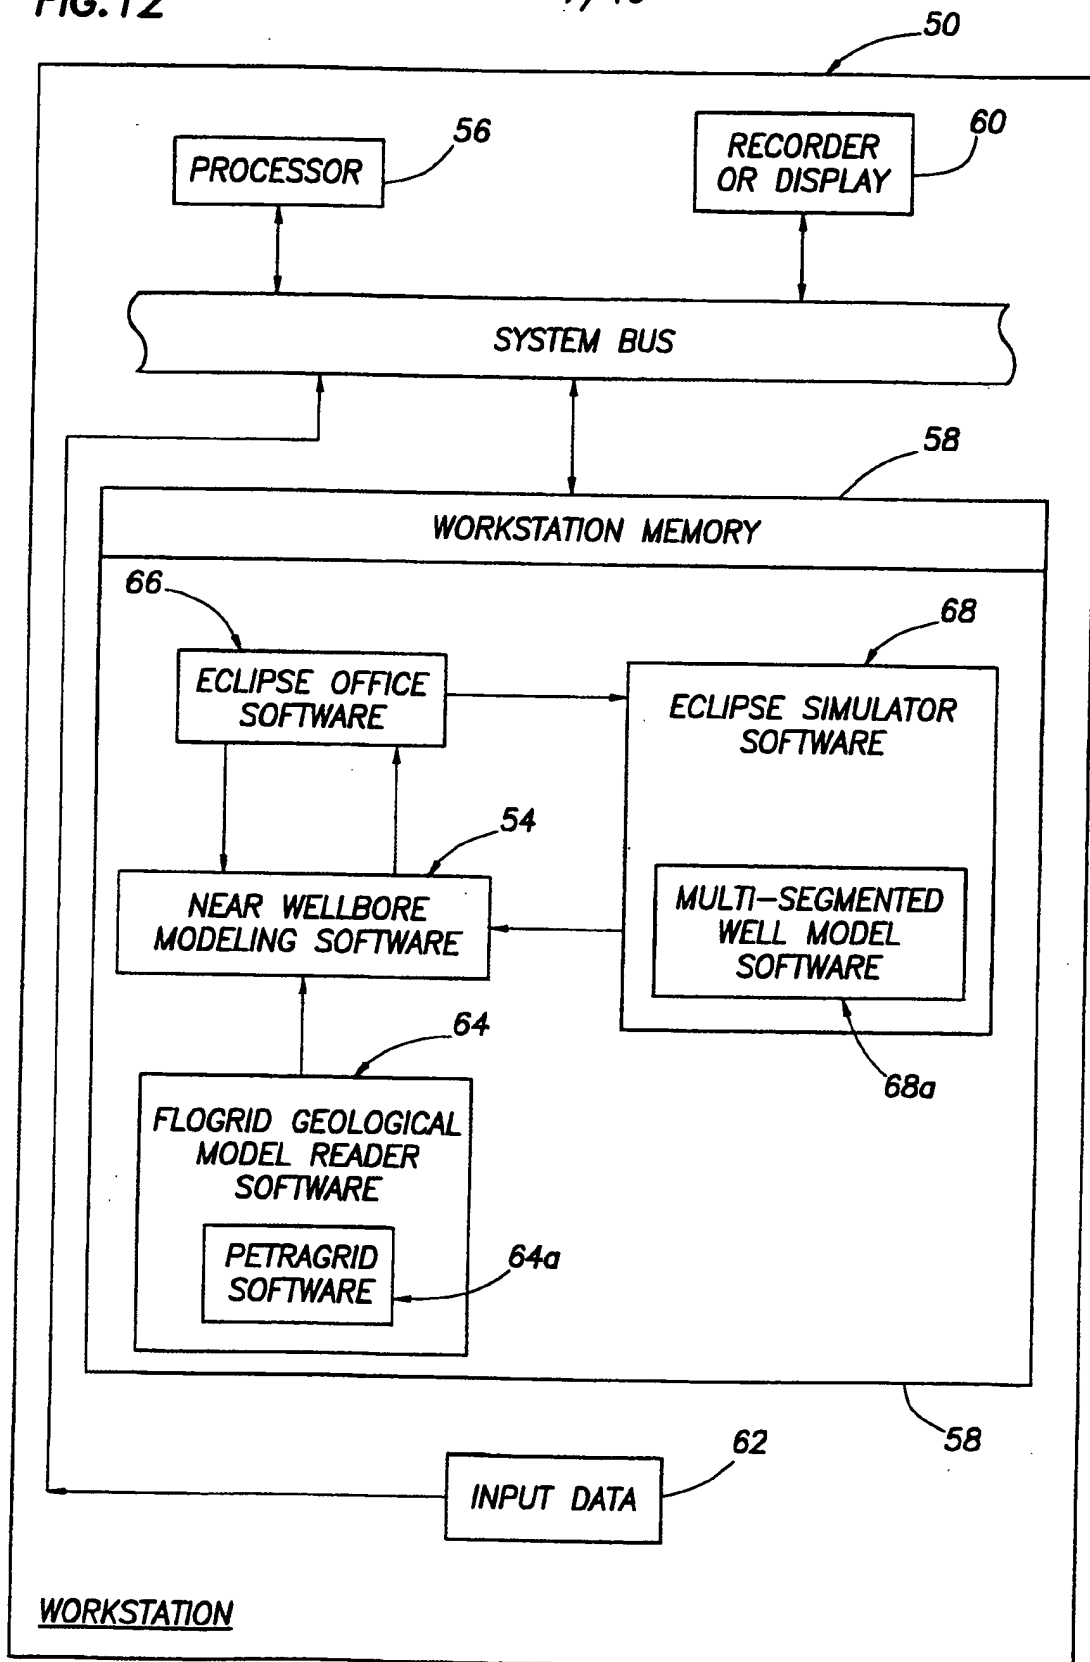 FIG.12
50
PROCESSOR
56
RECORDER
OR DISPLAY
60
SYSTEM BUS
58
WORKSTATION MEMORY
66
68
ECLIPSE OFFICE
SOFTWARE
ECLIPSE SIMULATOR
SOFTWARE
54
NEAR WELLBORE
MODELING SOFTWARE
MULTI-SEGMENTED
WELL MODEL
SOFTWARE
64
68a
FLOGRID GEOLOGICAL
MODEL READER
SOFTWARE
PETRAGRID
SOFTWARE
64a
58
62
INPUT DATA
WORKSTATION